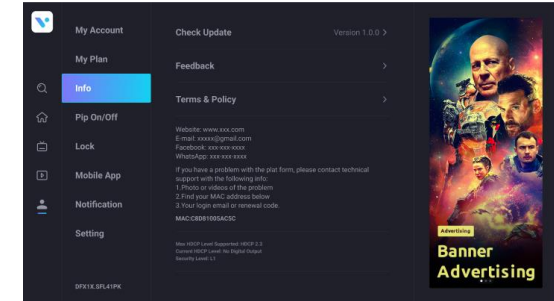 My Account
My Plan
Info
Pip On/Off
Lock
Mobile App
Notification
Setting
DFX1X.SFL41PK
Check Update
Version 1.0.0 >
Feedback
>
Terms & Policy
>
Website: www.xxx.com
E-mail: xxxxx@gmail.com
Facebook: xxx-xxx-xxxx
WhatsApp: xxx-xxx-xxxx
If you have a problem with the plat form, please contact technical
support with the following info:
1.Photo or videos of the problem
2.Find your MAC address below
3.Your login email or renewal code.
MAC:C8D81005AC5C
Max HDCP Level Supported: HDCP 2.2
Current HDCP Level: No Digital Output
Security Level: L3
Advertising
Banner
Advertising